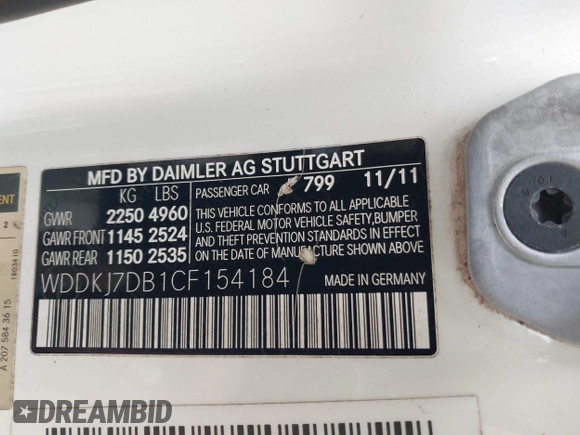 MFD BY DAIMLER AG STUTTGART
KG LBS
GVWR 2250 4960
GAWR FRONT 1145 2524
GAWR REAR 1150 2535
PASSENGER CAR 799 11/11
THIS VEHICLE CONFORMS TO ALL APPLICABLE
U.S. FEDERAL MOTOR VEHICLE SAFETY, BUMPER
AND THEFT PREVENTION STANDARDS IN EFFECT
ON THE DATE OF MANUFACTURE SHOWN ABOVE.
WDDKJ7DB1CF154184
MADE IN GERMANY
A 207 584 36 15
1803410
2
DREAMBID